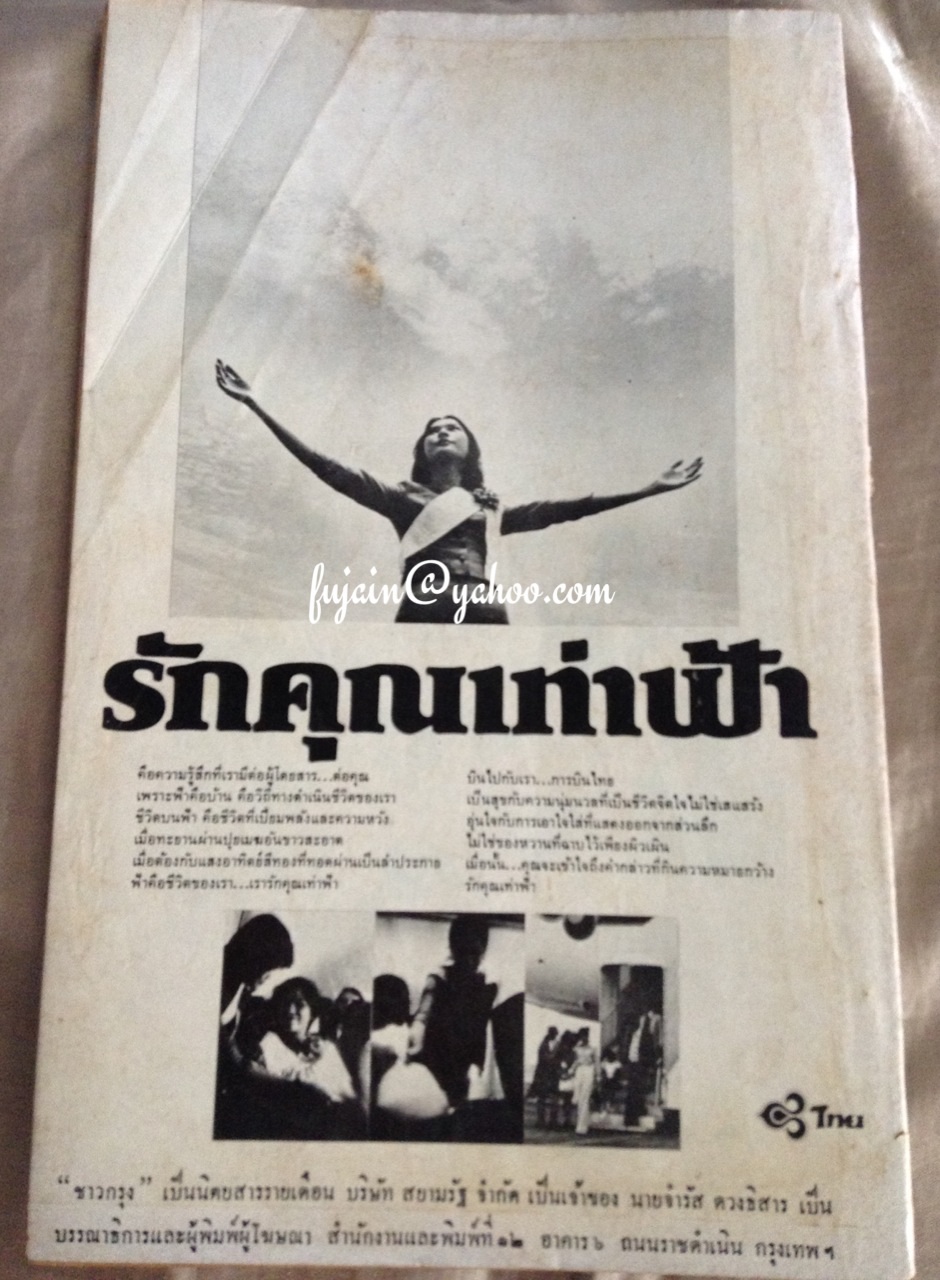 fujain@yahoo.com
รักคุณเท่าฟ้า
คือความรู้สึกที่เรามีต่อผู้โดยสาร...ต่อคุณ
เพราะฟ้าคือบ้าน คือวิถีทางดำเนินชีวิตของเรา
ชีวิตบนฟ้า คือชีวิตที่เปี่ยมพลังและความหวัง
เมื่อทะยานผ่านปุยเมฆอันขาวสะอาด
เมื่อต้องกับแสงอาทิตย์สีทองที่ทอดผ่านเป็นลำประกาย
ฟ้าคือชีวิตของเรา...เรารักคุณเท่าฟ้า
บินไปกับเรา...การบินไทย
เป็นสุขกับความนุ่มนวลที่เป็นชีวิตจิตใจไม่ใช่เสแสร้ง
อุ่นใจกับการเอาใจใส่ที่แสดงออกจากส่วนลึก
ไม่ใช่ของหวานที่ฉาบไว้เพียงผิวเผิน
เมื่อนั้น...คุณจะเข้าใจถึงคำกล่าวที่กินความหมายกว้าง
รักคุณเท่าฟ้า
ไทย
“ชาวกรุง” เป็นนิตยสารรายเดือน บริษัท สยามรัฐ จำกัด เป็นเจ้าของ นายจำรัส ดวงธิสาร เป็น
บรรณาธิการและผู้พิมพ์ผู้โฆษณา สำนักงานและพิมพ์ที่ ๑๒ อาคาร ๖ ถนนราชดำเนิน กรุงเทพฯ